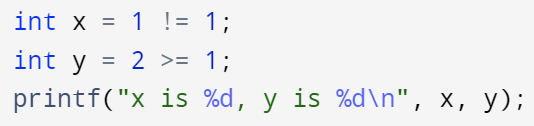 int x = 1 != 1;
int y = 2 >= 1;
printf("x is %d, y is %d\n", x, y);